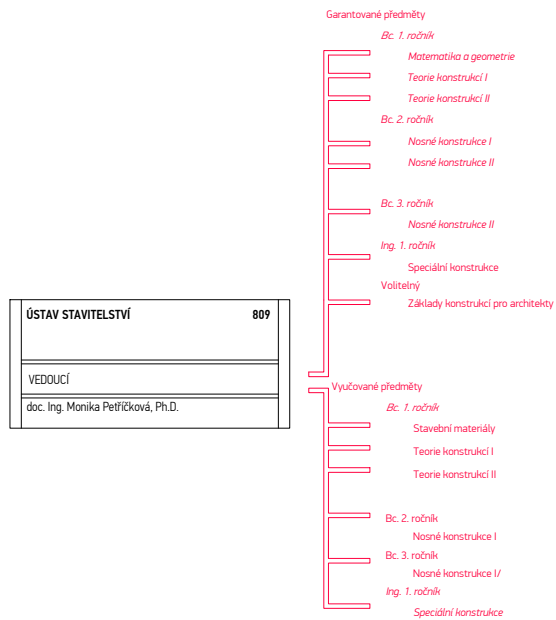 Garantované předměty
Bc. 1. ročník
Matematika a geometrie
Teorie konstrukcí I
Teorie konstrukcí II
Bc. 2. ročník
Nosné konstrukce I
Nosné konstrukce II
Bc. 3. ročník
Nosné konstrukce II
Ing. 1. ročník
Speciální konstrukce
Volitelný
Základy konstrukcí pro architekty
ÚSTAV STAVITELSTVÍ 809
VEDOUCÍ
doc. Ing. Monika Petříčková, Ph.D.
Vyučované předměty
Bc. 1. ročník
Stavební materiály
Teorie konstrukcí I
Teorie konstrukcí II
Bc. 2. ročník
Nosné konstrukce I
Bc. 3. ročník
Nosné konstrukce I/
Ing. 1. ročník
Speciální konstrukce